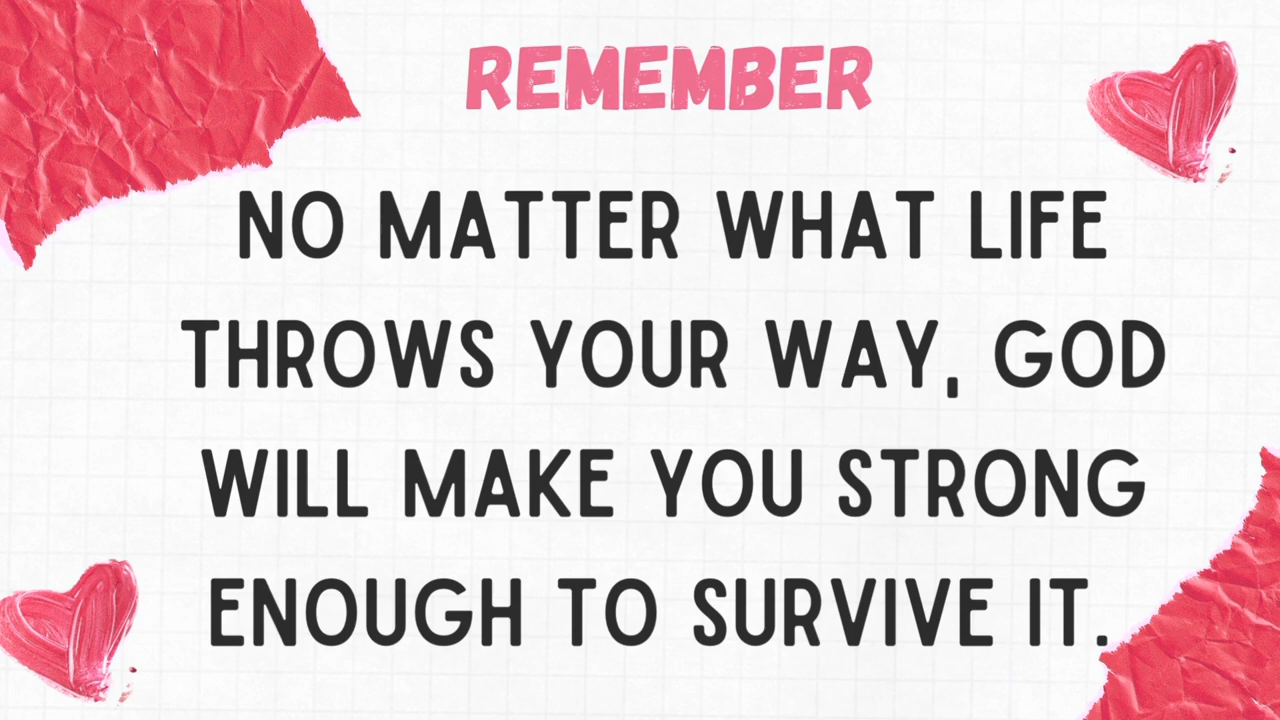 REMEMBER
NO MATTER WHAT LIFE
THROWS YOUR WAY, GOD
WILL MAKE YOU STRONG
ENOUGH TO SURVIVE IT.